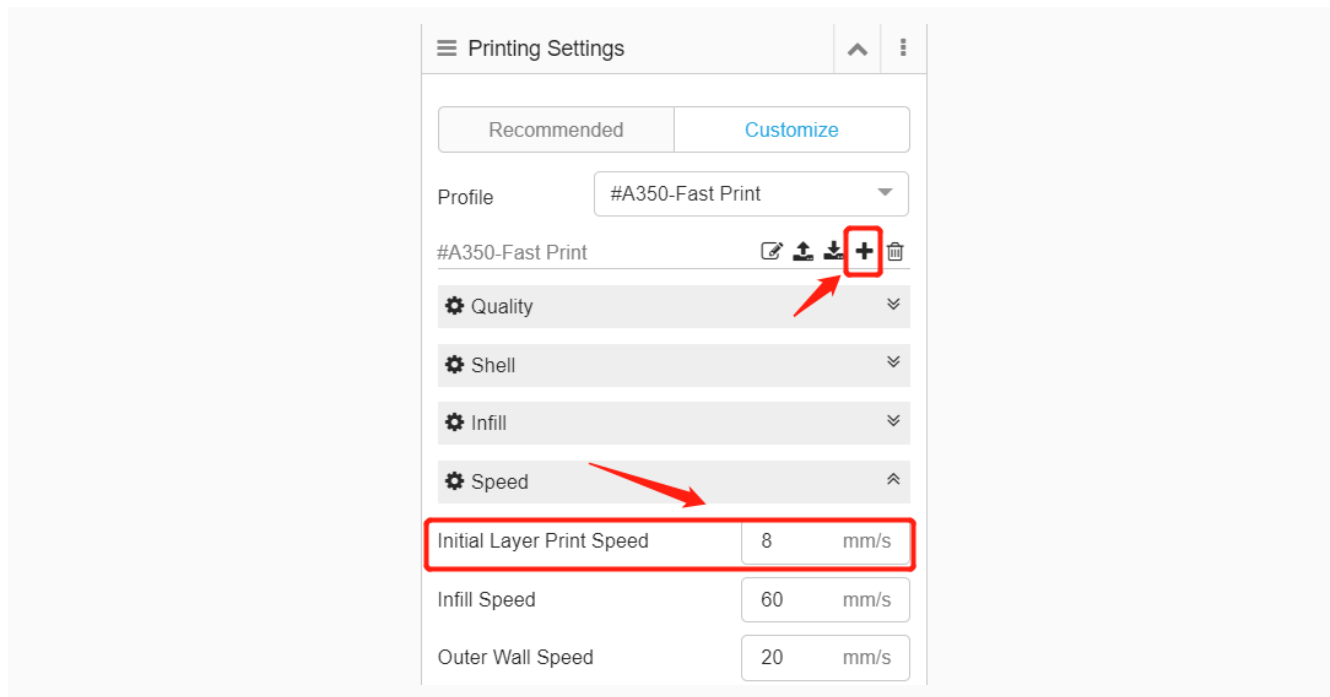 Printing Settings
Recommended Customize
Profile #A350-Fast Print
#A350-Fast Print
Quality
Shell
Infill
Speed
Initial Layer Print Speed 8 mm/s
Infill Speed 60 mm/s
Outer Wall Speed 20 mm/s